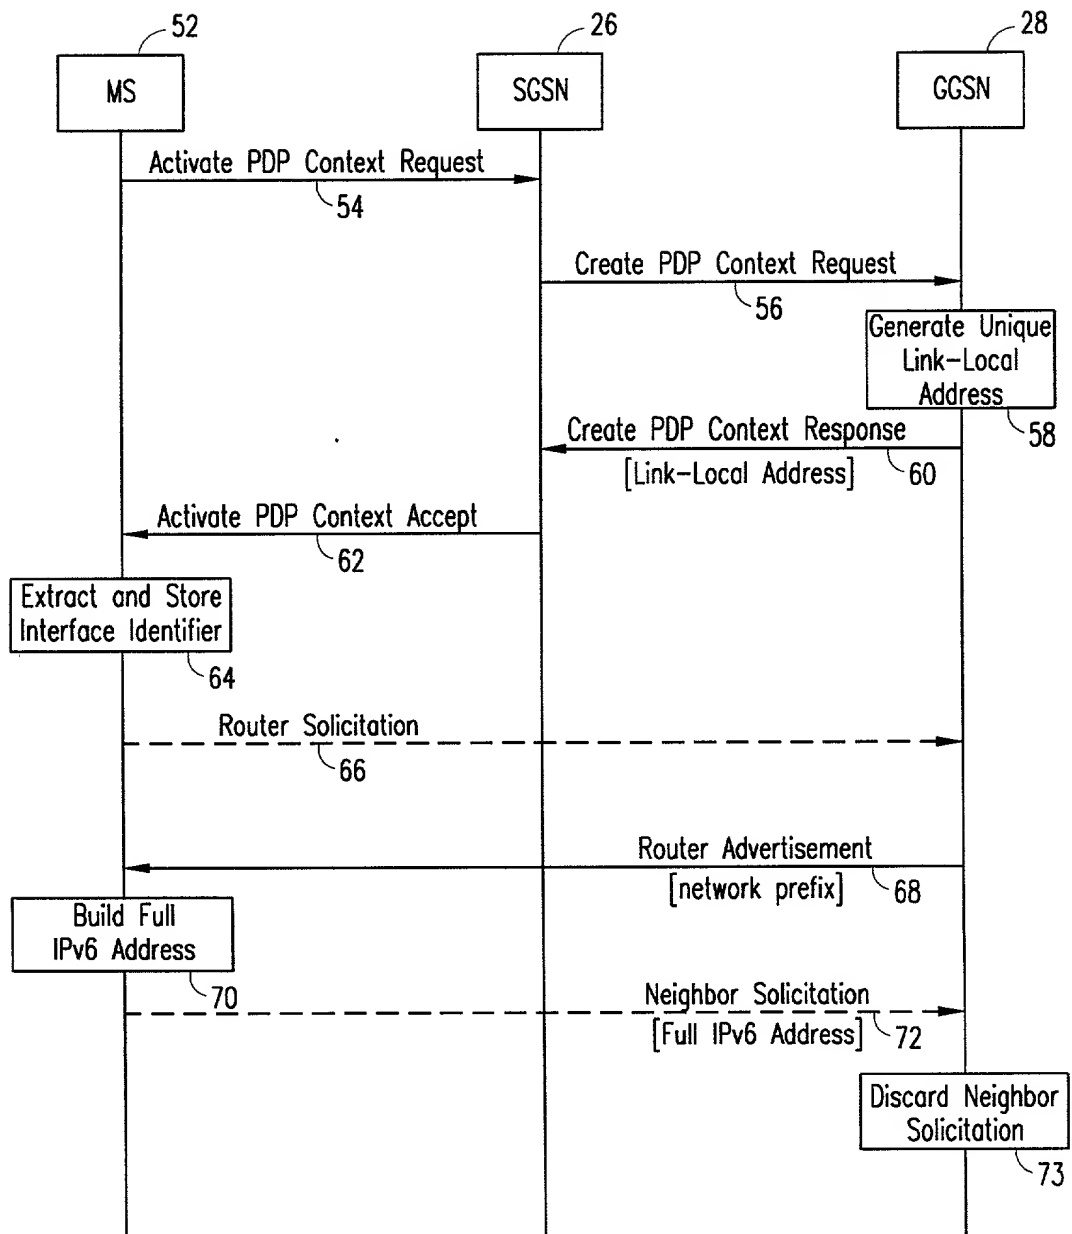 52
26
28
MS
SGSN
GGSN
Activate PDP Context Request
54
Create PDP Context Request
56
Generate Unique
Link-Local
Address
58
Create PDP Context Response
[Link-Local Address]
60
Activate PDP Context Accept
62
Extract and Store
Interface Identifier
64
Router Solicitation
66
Router Advertisement
[network prefix]
68
Build Full
IPv6 Address
70
Neighbor Solicitation
[Full IPv6 Address]
72
Discard Neighbor
Solicitation
73